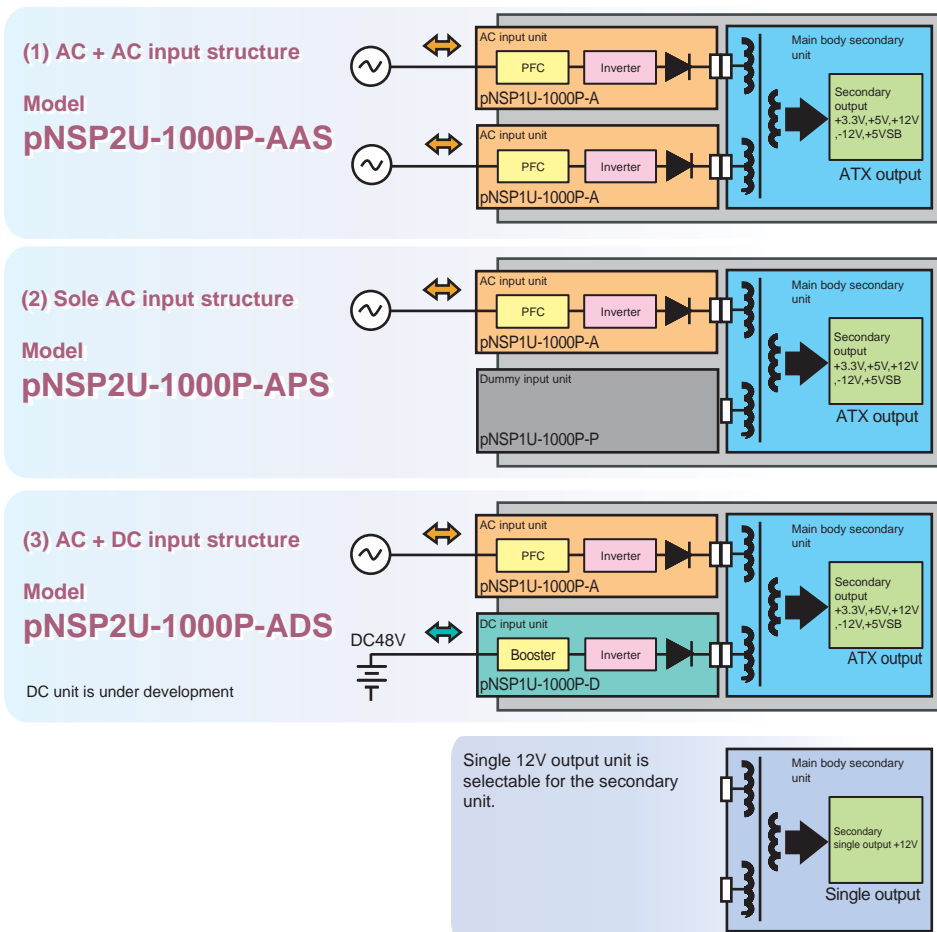 (1) AC + AC input structure
Model
pNSP2U-1000P-AAS
AC input unit
PFC
Inverter
pNSP1U-1000P-A
AC input unit
PFC
Inverter
pNSP1U-1000P-A
Main body secondary
unit
Secondary
output
+3.3V,+5V,+12V
,-12V,+5VSB
ATX output
(2) Sole AC input structure
Model
pNSP2U-1000P-APS
AC input unit
PFC
Inverter
pNSP1U-1000P-A
Dummy input unit
pNSP1U-1000P-P
Main body secondary
unit
Secondary
output
+3.3V,+5V,+12V
,-12V,+5VSB
ATX output
(3) AC + DC input structure
Model
pNSP2U-1000P-ADS
DC unit is under development
DC48V
AC input unit
PFC
Inverter
pNSP1U-1000P-A
DC input unit
Booster
Inverter
pNSP1U-1000P-D
Main body secondary
unit
Secondary
output
+3.3V,+5V,+12V
,-12V,+5VSB
ATX output
Single 12V output unit is
selectable for the secondary
unit.
Main body secondary
unit
Secondary
single output +12V
Single output